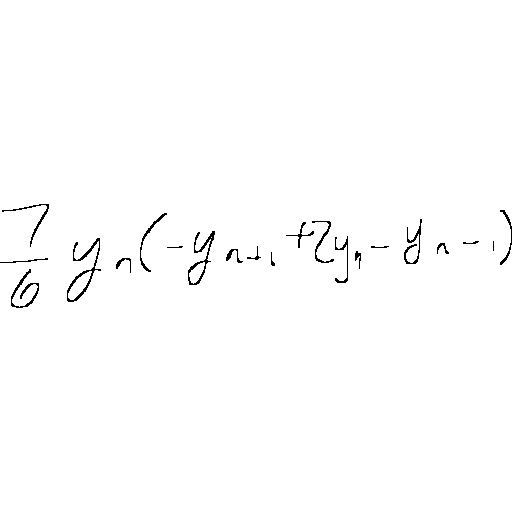 \frac{7}{6} y_n(-y_{n+1} + 2y_n - y_{n-1})